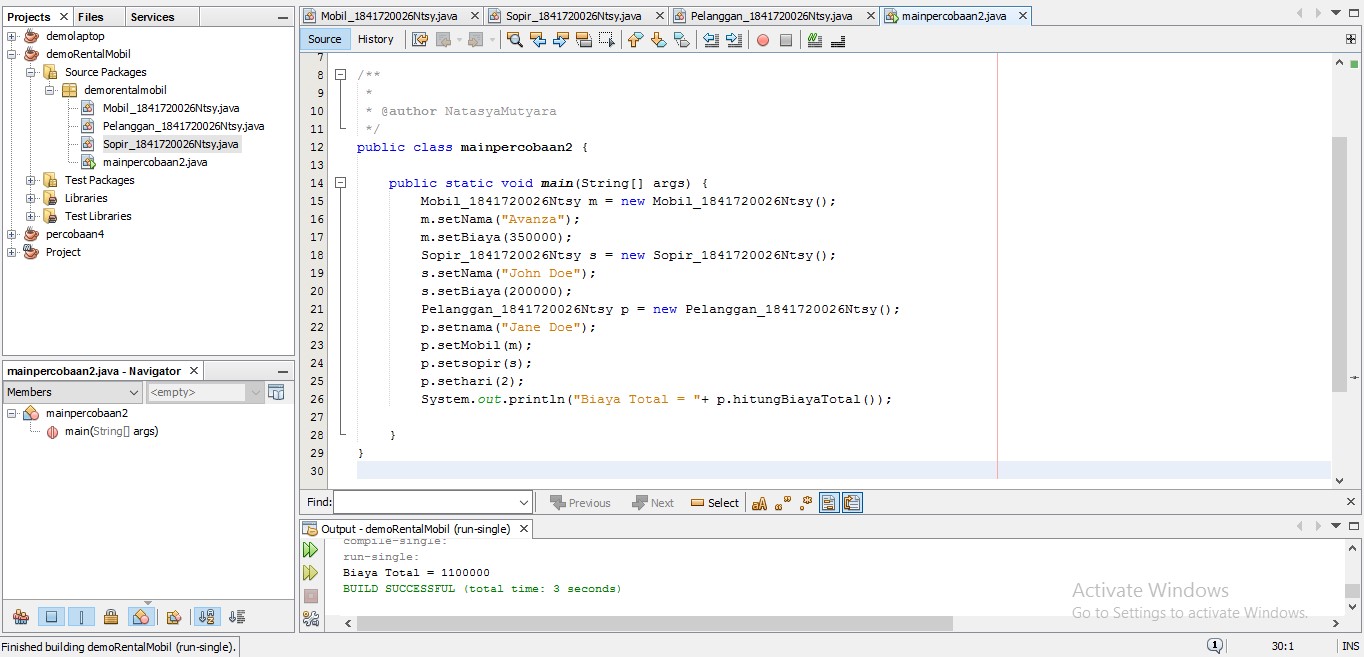 Projects Files Services
demolaptop
demoRentalMobil
Source Packages
demorentalmobil
Mobil_1841720026Ntsy.java
Pelanggan_1841720026Ntsy.java
Sopir_1841720026Ntsy.java
mainpercobaan2.java
Test Packages
Libraries
Test Libraries
percobaan4
Project
mainpercobaan2.java - Navigator
Members <empty>
mainpercobaan2
main(String[] args)
Mobil_1841720026Ntsy.java Sopir_1841720026Ntsy.java Pelanggan_1841720026Ntsy.java mainpercobaan2.java
Source History
7
8 /**
9 *
10 * @author NatasyaMutyara
11 */
12 public class mainpercobaan2 {
13
14 public static void main(String[] args) {
15 Mobil_1841720026Ntsy m = new Mobil_1841720026Ntsy();
16 m.setNama("Avanza");
17 m.setBiaya(350000);
18 Sopir_1841720026Ntsy s = new Sopir_1841720026Ntsy();
19 s.setNama("John Doe");
20 s.setBiaya(200000);
21 Pelanggan_1841720026Ntsy p = new Pelanggan_1841720026Ntsy();
22 p.setnama("Jane Doe");
23 p.setMobil(m);
24 p.setsopir(s);
25 p.sethari(2);
26 System.out.println("Biaya Total = "+ p.hitungBiayaTotal());
27
28 }
29 }
30
Find: Previous Next Select
Output - demoRentalMobil (run-single)
compile-single:
run-single:
Biaya Total = 1100000
BUILD SUCCESSFUL (total time: 3 seconds)
Activate Windows
Go to Settings to activate Windows.
Finished building demoRentalMobil (run-single). 1 30:1 INS